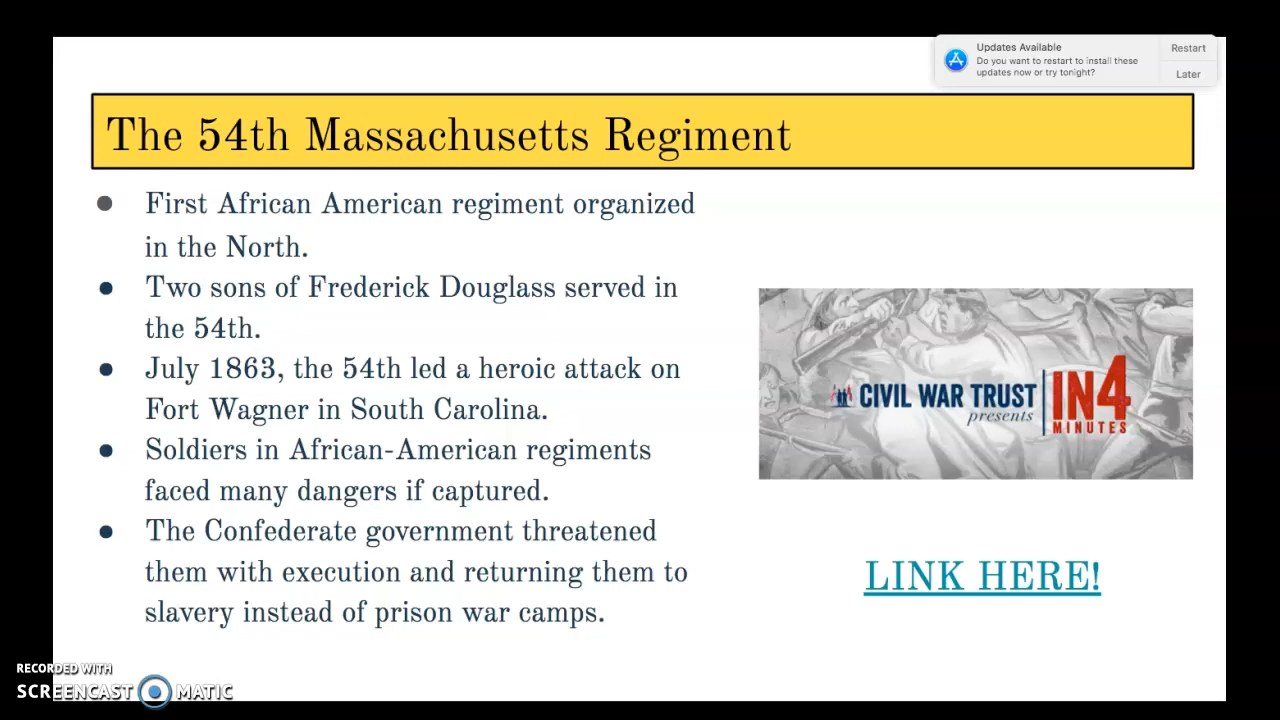 Updates Available
Restart
Do you want to restart to install these
updates now or try tonight?
Later
The 54th Massachusetts Regiment
● First African American regiment organized
in the North.
● Two sons of Frederick Douglass served in
the 54th.
● July 1863, the 54th led a heroic attack on
Fort Wagner in South Carolina.
● Soldiers in African-American regiments
faced many dangers if captured.
● The Confederate government threatened
them with execution and returning them to
slavery instead of prison war camps.
CIVIL WAR TRUST
presents
IN4
MINUTES
LINK HERE!
RECORDED WITH
SCREENCAST MATIC